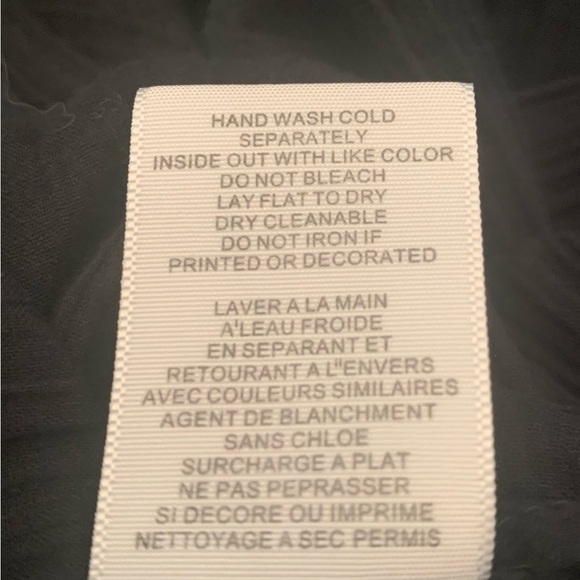 HAND WASH COLD
SEPARATELY
INSIDE OUT WITH LIKE COLOR
DO NOT BLEACH
LAY FLAT TO DRY
DRY CLEANABLE
DO NOT IRON IF
PRINTED OR DECORATED
LAVER A LA MAIN
A'LEAU FROIDE
EN SEPARANT ET
RETOURANT A L"ENVERS
AVEC COULEURS SIMILAIRES
AGENT DE BLANCHMENT
SANS CHLOE
SURCHARGE A PLAT
NE PAS PEPRASSER
SI DECORE OU IMPRIME
NETTOYAGE A SEC PERMIS